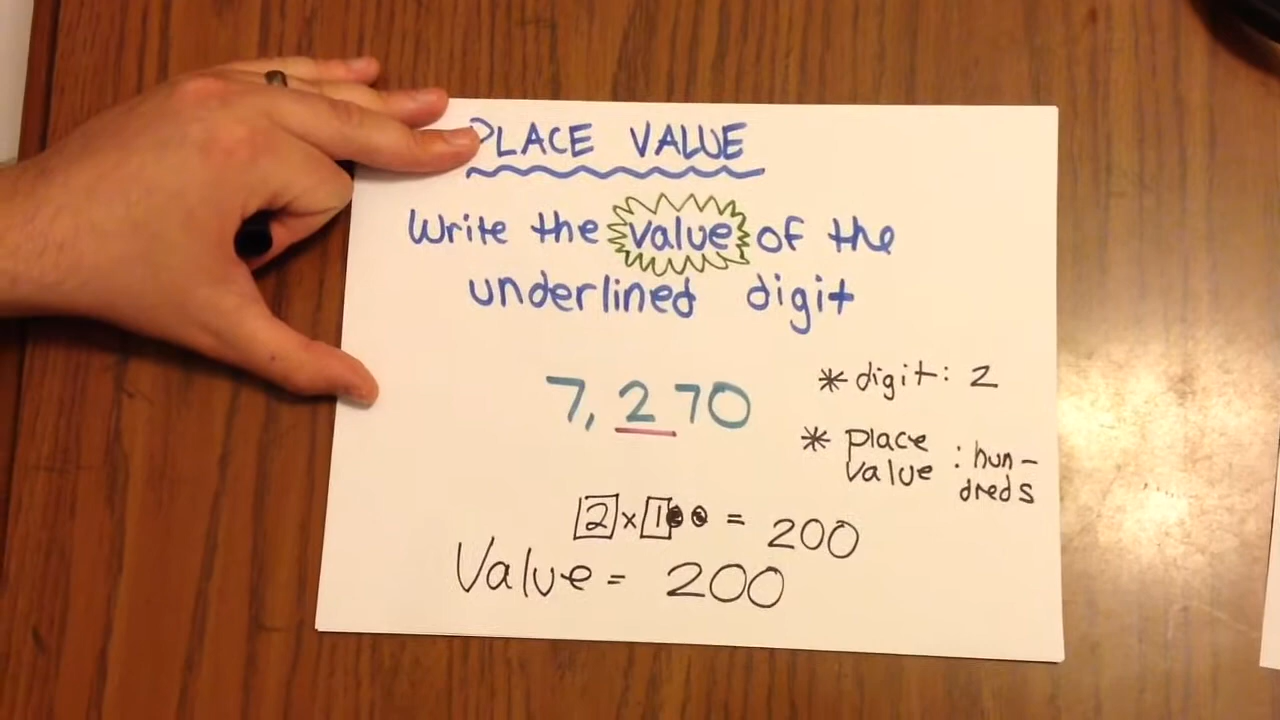 PLACE VALUE
Write the value of the
underlined digit
7,270
* digit: 2
* place value : hun-
dreds
2 × 100 = 200
Value = 200